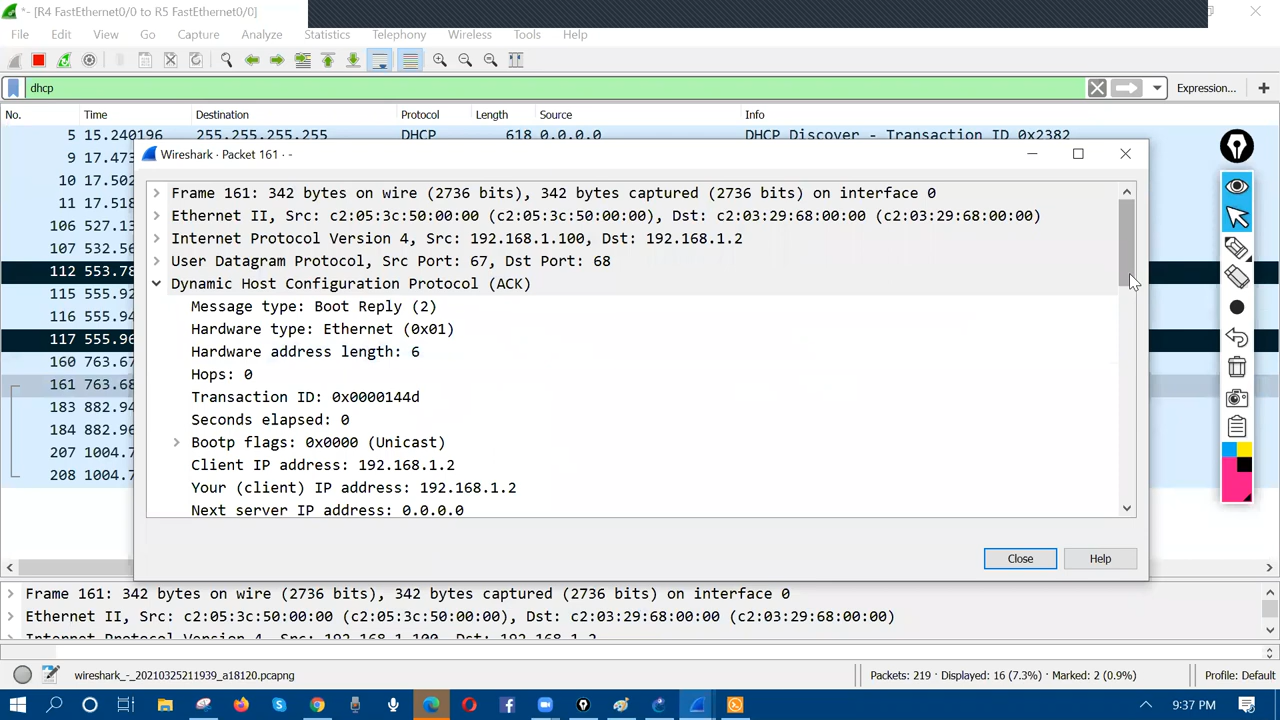 *- [R4 FastEthernet0/0 to R5 FastEthernet0/0]
File Edit View Go Capture Analyze Statistics Telephony Wireless Tools Help
dhcp
Expression...
No. Time Destination Protocol Length Source Info
5 15.240196 255.255.255.255 DHCP 618 0.0.0.0 DHCP Discover - Transaction ID 0x2382
9 17.473
10 17.502
11 17.518
106 527.13
107 532.56
112 553.78
115 555.92
116 555.94
117 555.96
160 763.67
161 763.68
183 882.94
184 882.96
207 1004.7
208 1004.7
Wireshark · Packet 161 · -
Frame 161: 342 bytes on wire (2736 bits), 342 bytes captured (2736 bits) on interface 0
Ethernet II, Src: c2:05:3c:50:00:00 (c2:05:3c:50:00:00), Dst: c2:03:29:68:00:00 (c2:03:29:68:00:00)
Internet Protocol Version 4, Src: 192.168.1.100, Dst: 192.168.1.2
User Datagram Protocol, Src Port: 67, Dst Port: 68
Dynamic Host Configuration Protocol (ACK)
Message type: Boot Reply (2)
Hardware type: Ethernet (0x01)
Hardware address length: 6
Hops: 0
Transaction ID: 0x0000144d
Seconds elapsed: 0
Bootp flags: 0x0000 (Unicast)
Client IP address: 192.168.1.2
Your (client) IP address: 192.168.1.2
Next server IP address: 0.0.0.0
Close Help
Frame 161: 342 bytes on wire (2736 bits), 342 bytes captured (2736 bits) on interface 0
Ethernet II, Src: c2:05:3c:50:00:00 (c2:05:3c:50:00:00), Dst: c2:03:29:68:00:00 (c2:03:29:68:00:00)
Internet Protocol Version 4, Src: 192.168.1.100, Dst: 192.168.1.2
wireshark_-_20210325211939_a18120.pcapng
Packets: 219 · Displayed: 16 (7.3%) · Marked: 2 (0.9%)
Profile: Default
9:37 PM